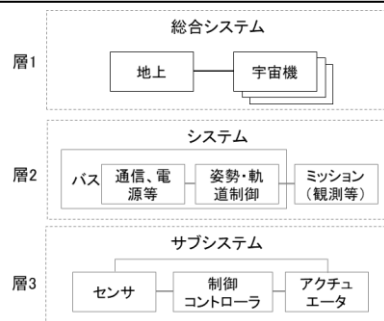 総合システム
層1
地上
宇宙機
システム
層2
バス
通信、電
源等
姿勢・軌
道制御
ミッション
(観測等)
サブシステム
層3
センサ
制御
コントローラ
アクチュ
エータ